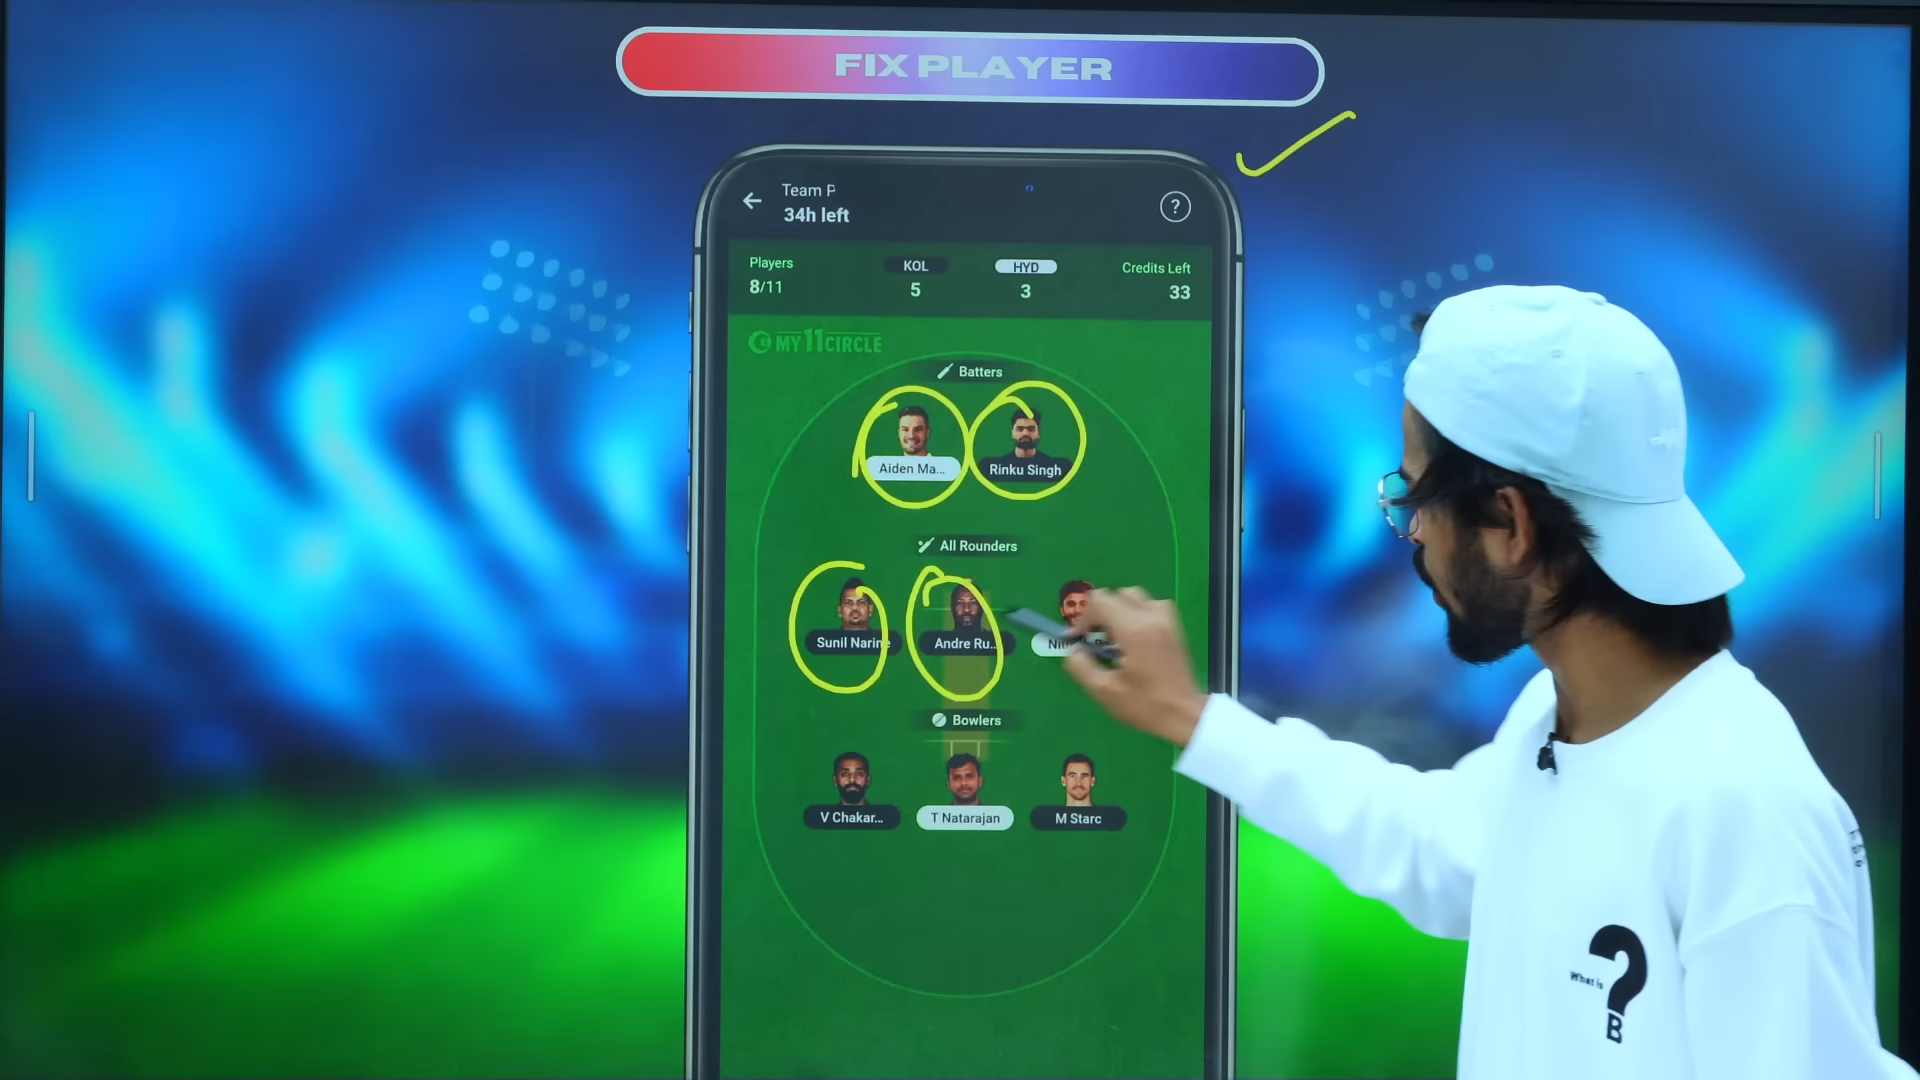 FIX PLAYER
Team P
34h left
?
Players
KOL
HYD
Credits Left
8/11
5
3
33
MY11CIRCLE
Batters
Aiden Ma...
Rinku Singh
All Rounders
Sunil Narine
Andre Ru...
Bowlers
V Chakar...
T Natarajan
M Starc
What is
?
B